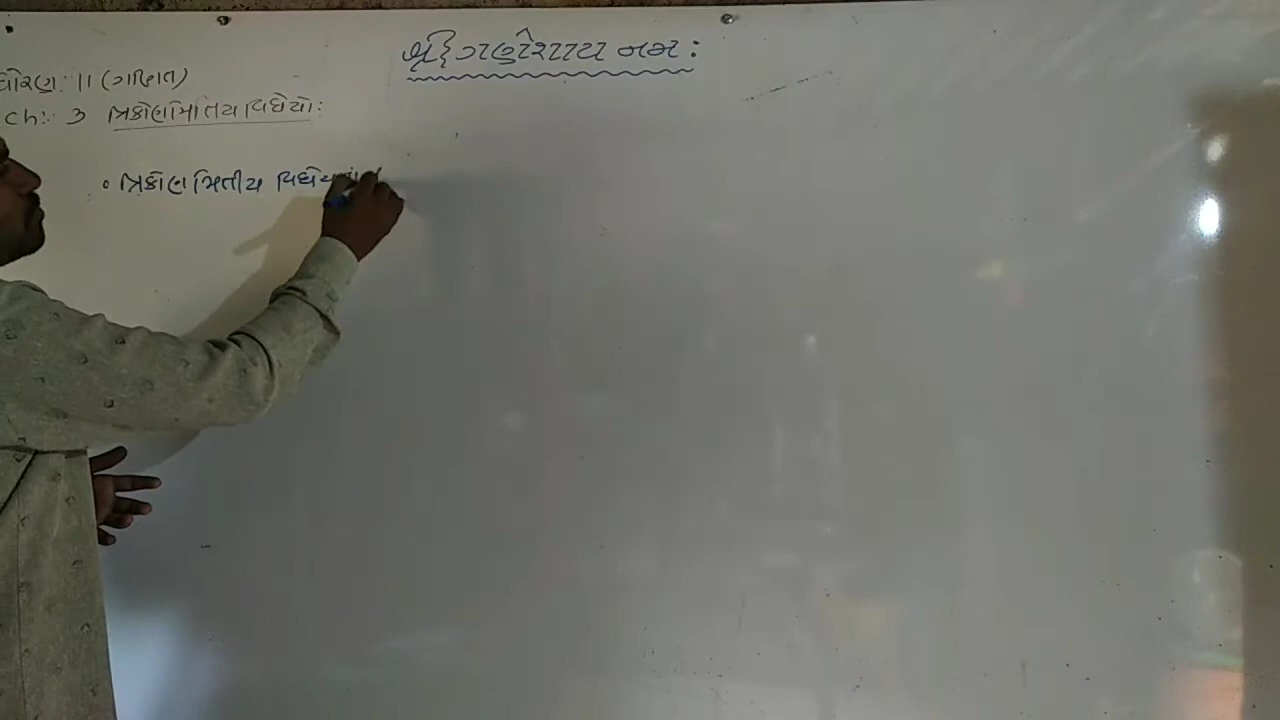 શ્રી ગણેશાય નમઃ
ધોરણ: 11 (ગણિત)
Ch:- 3 ત્રિકોણમિતિય વિધેયો:
∘ ત્રિકોણમિતીય